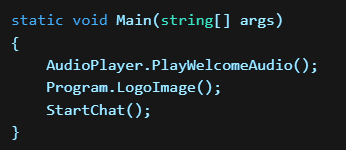 static void Main(string[] args)
{
    AudioPlayer.PlayWelcomeAudio();
    Program.LogoImage();
    StartChat();
}